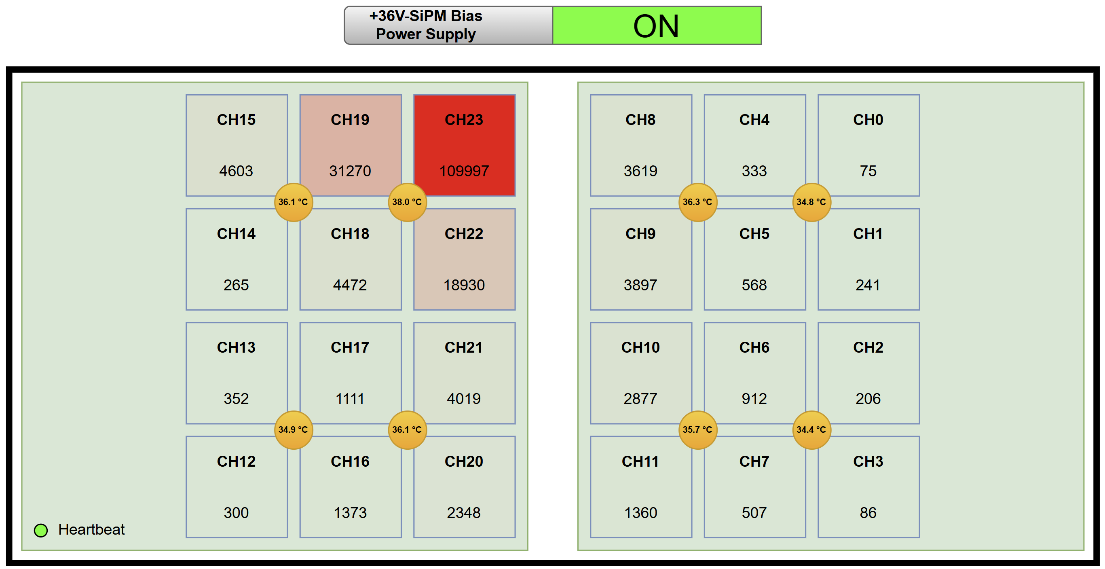 +36V-SiPM Bias
Power Supply
ON
CH15 CH19 CH23 CH8 CH4 CH0
4603 31270 109997 3619 333 75
36.1 °C 38.0 °C 36.3 °C 34.8 °C
CH14 CH18 CH22 CH9 CH5 CH1
265 4472 18930 3897 568 241
CH13 CH17 CH21 CH10 CH6 CH2
352 1111 4019 2877 912 206
34.9 °C 36.1 °C 35.7 °C 34.4 °C
CH12 CH16 CH20 CH11 CH7 CH3
300 1373 2348 1360 507 86
Heartbeat